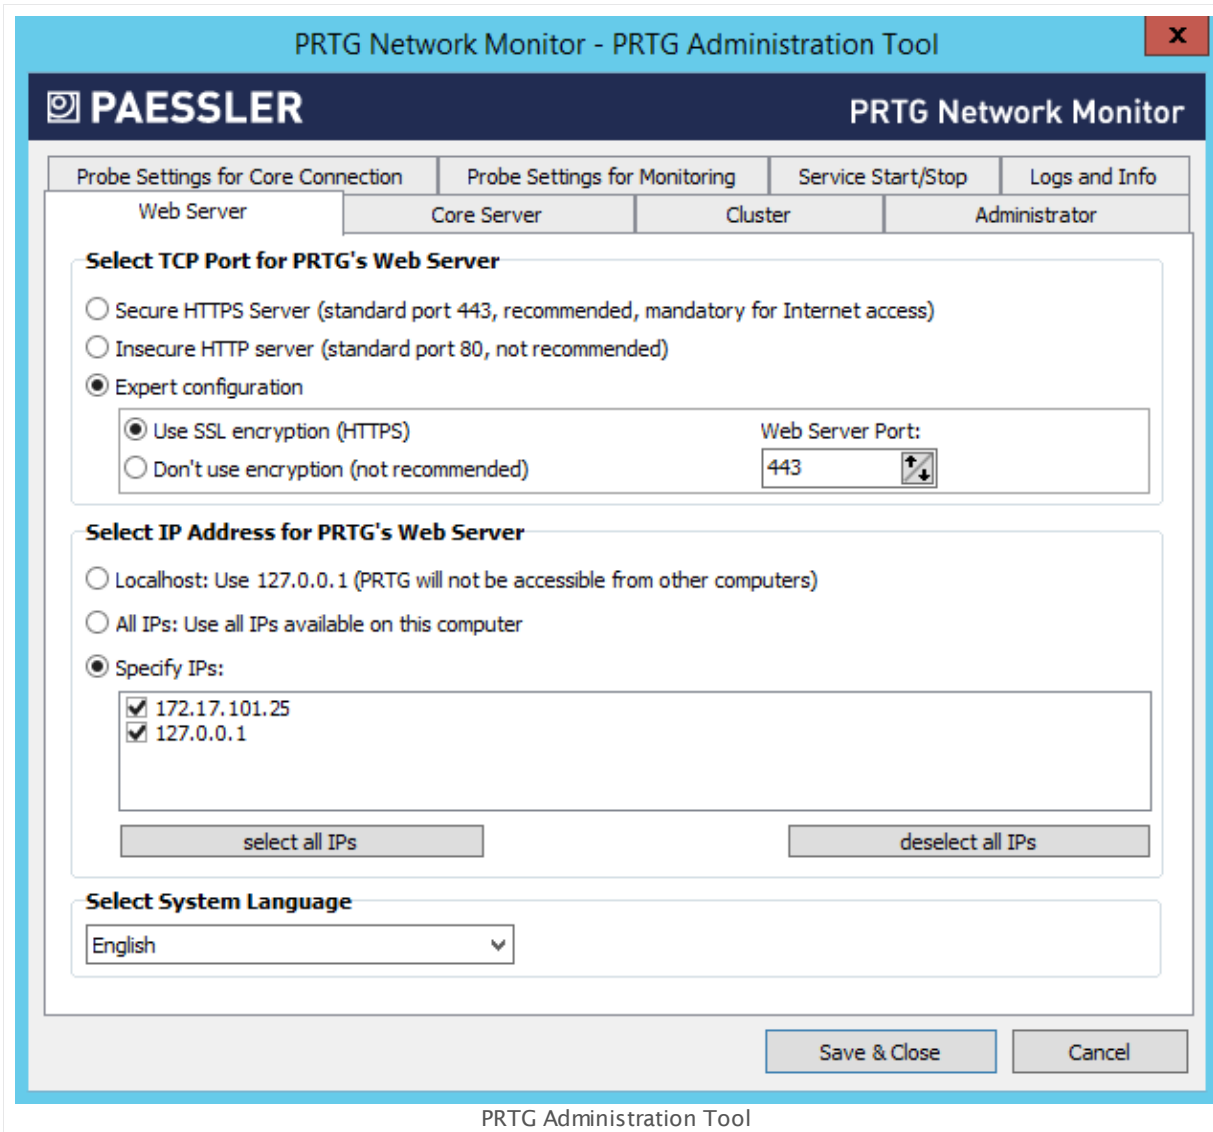 PRTG Network Monitor - PRTG Administration Tool
x
PAESSLER
PRTG Network Monitor
Probe Settings for Core Connection
Probe Settings for Monitoring
Service Start/Stop
Logs and Info
Web Server
Core Server
Cluster
Administrator
Select TCP Port for PRTG's Web Server
Secure HTTPS Server (standard port 443, recommended, mandatory for Internet access)
Insecure HTTP server (standard port 80, not recommended)
Expert configuration
Use SSL encryption (HTTPS)
Web Server Port:
Don't use encryption (not recommended)
443
Select IP Address for PRTG's Web Server
Localhost: Use 127.0.0.1 (PRTG will not be accessible from other computers)
All IPs: Use all IPs available on this computer
Specify IPs:
172.17.101.25
127.0.0.1
select all IPs
deselect all IPs
Select System Language
English
Save & Close
Cancel
PRTG Administration Tool